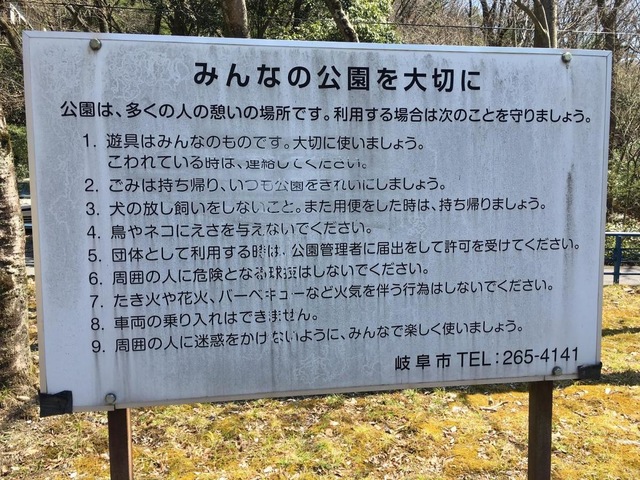 みんなの公園を大切に
公園は、多くの人の憩いの場所です。利用する場合は次のことを守りましょう。
1. 遊具はみんなのものです。大切に使いましょう。
こわれている時は、連絡してください。
2. ごみは持ち帰り、いつも公園をきれいにしましょう。
3. 犬の放し飼いをしないこと。また用便をした時は、持ち帰りましょう。
4. 鳥やネコにえさを与えないでください。
5. 団体として利用する時は、公園管理者に届出をして許可を受けてください。
6. 周囲の人に危険となる球技はしないでください。
7. たき火や花火、バーベキューなど火気を伴う行為はしないでください。
8. 車両の乗り入れはできません。
9. 周囲の人に迷惑をかけないように、みんなで楽しく使いましょう。
岐阜市 TEL:265-4141